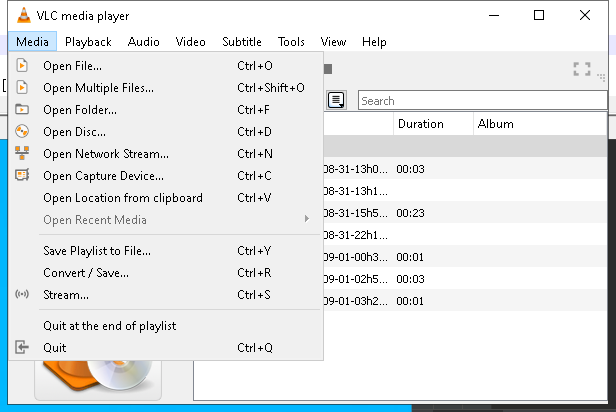 VLC media player
Media Playback Audio Video Subtitle Tools View Help
Open File... Ctrl+O
Open Multiple Files... Ctrl+Shift+O
Open Folder... Ctrl+F
Open Disc... Ctrl+D
Open Network Stream... Ctrl+N
Open Capture Device... Ctrl+C
Open Location from clipboard Ctrl+V
Open Recent Media
Save Playlist to File... Ctrl+Y
Convert / Save... Ctrl+R
Stream... Ctrl+S
Quit at the end of playlist
Quit Ctrl+Q
Search
Duration Album
08-31-13h0... 00:03
08-31-13h1...
08-31-15h5... 00:23
08-31-22h1...
09-01-00h3... 00:01
09-01-02h5... 00:03
09-01-03h2... 00:01